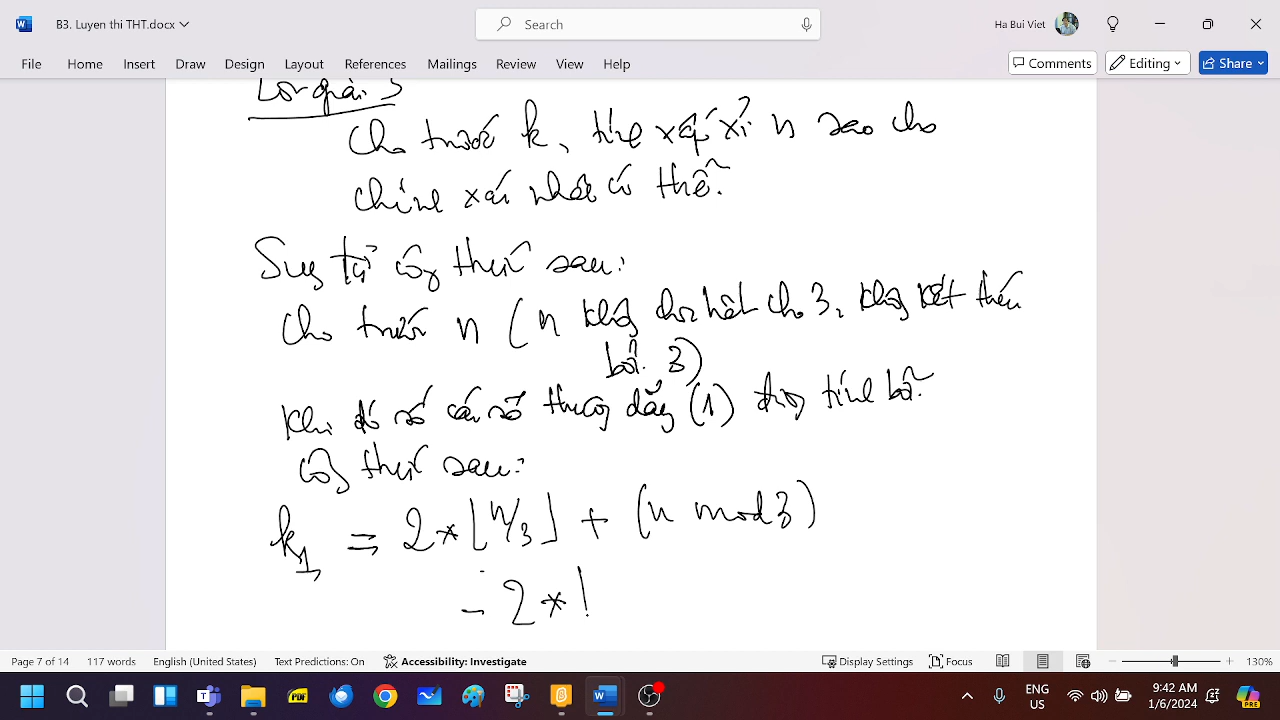 B3. Luyen thi THT.docx
Search
Ha Bui Viet
File Home Insert Draw Design Layout References Mailings Review View Help
Comments Editing Share
Lời giải 3
Cho trước k, tính xấp xỉ n sao cho
chính xác nhất có thể.
Suy từ công thức sau:
Cho trước n (n không chia hết cho 3, không kết thúc
bởi 3)
Khi đó số các số thuộc dãy (1) được tính bởi
công thức sau:
k₁ = 2*⌊n/3⌋ + (n mod 3)
- 2*⌊
Page 7 of 14 117 words English (United States) Text Predictions: On Accessibility: Investigate Display Settings Focus 130%
ENG
US
9:42 AM
1/6/2024
PDF
PRE